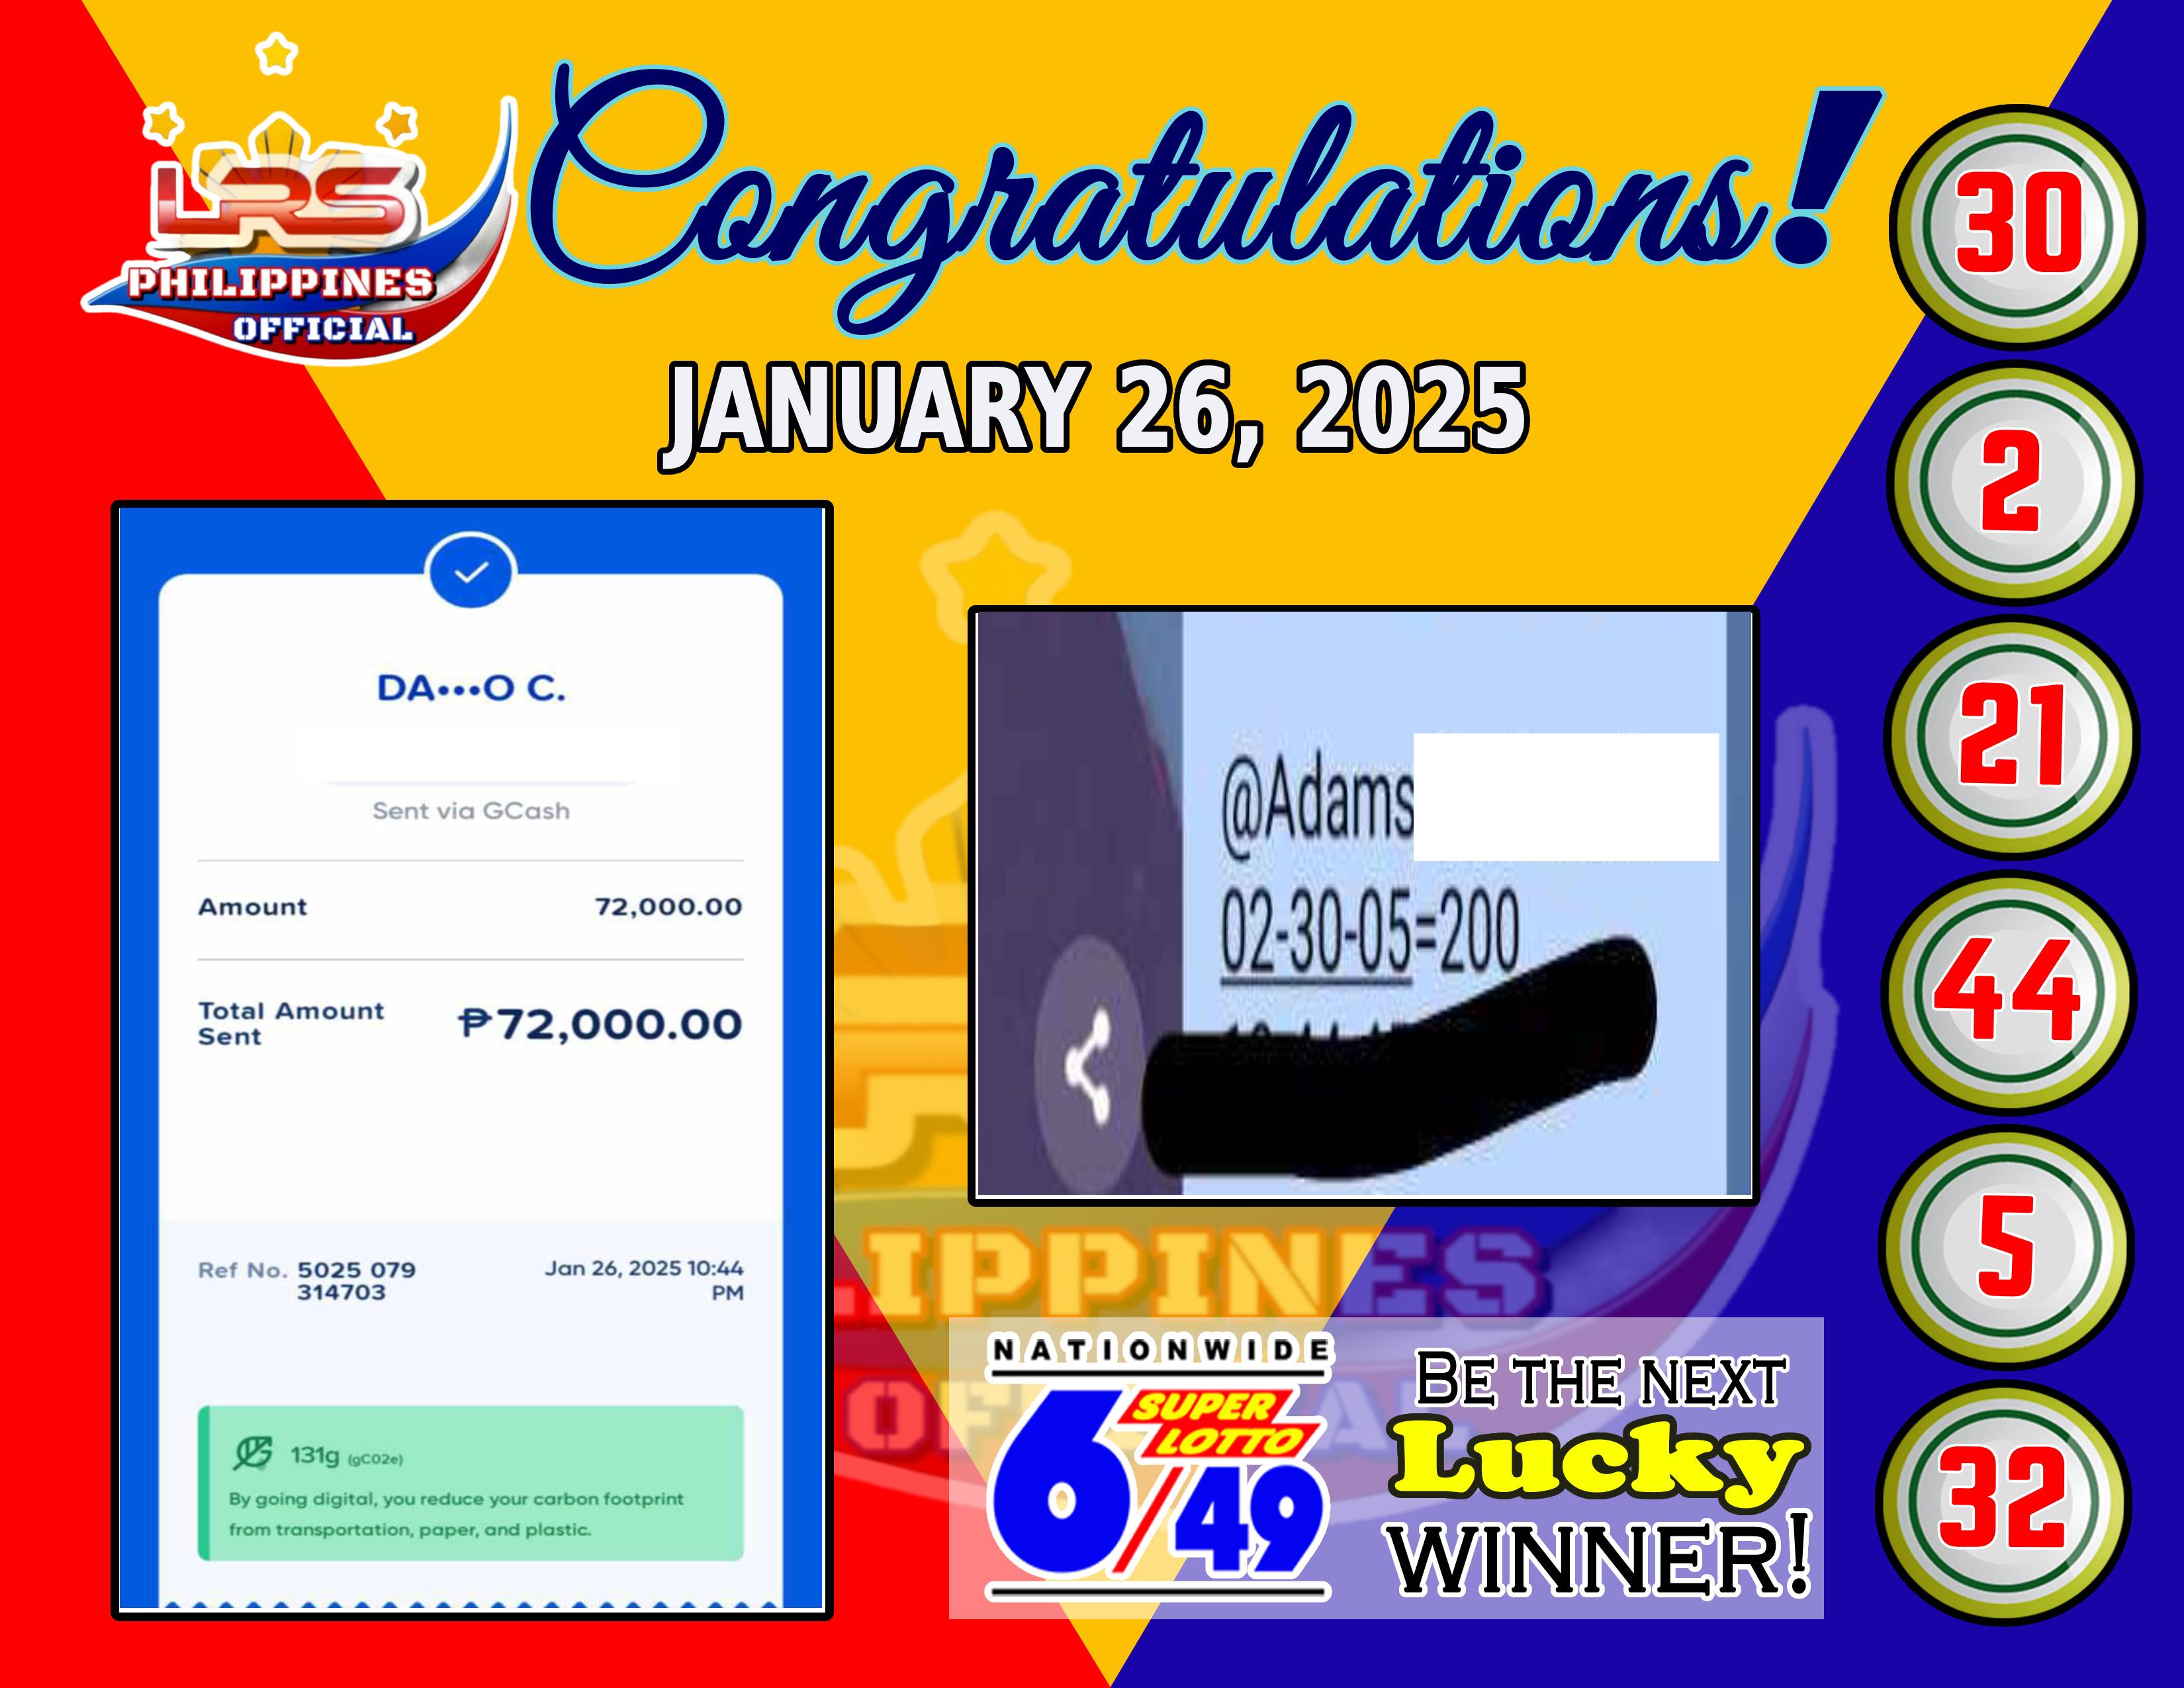 LRS
PHILIPPINES
OFFICIAL
Congratulations!
JANUARY 26, 2025
DA•••O C.
Sent via GCash
Amount 72,000.00
Total Amount Sent ₱72,000.00
Ref No. 5025 079 314703
Jan 26, 2025 10:44 PM
131g (gC02e)
By going digital, you reduce your carbon footprint
from transportation, paper, and plastic.
@Adams
02-30-05=200
NATIONWIDE
SUPER
LOTTO
6/49
BE THE NEXT
Lucky
WINNER!
30
2
21
44
5
32